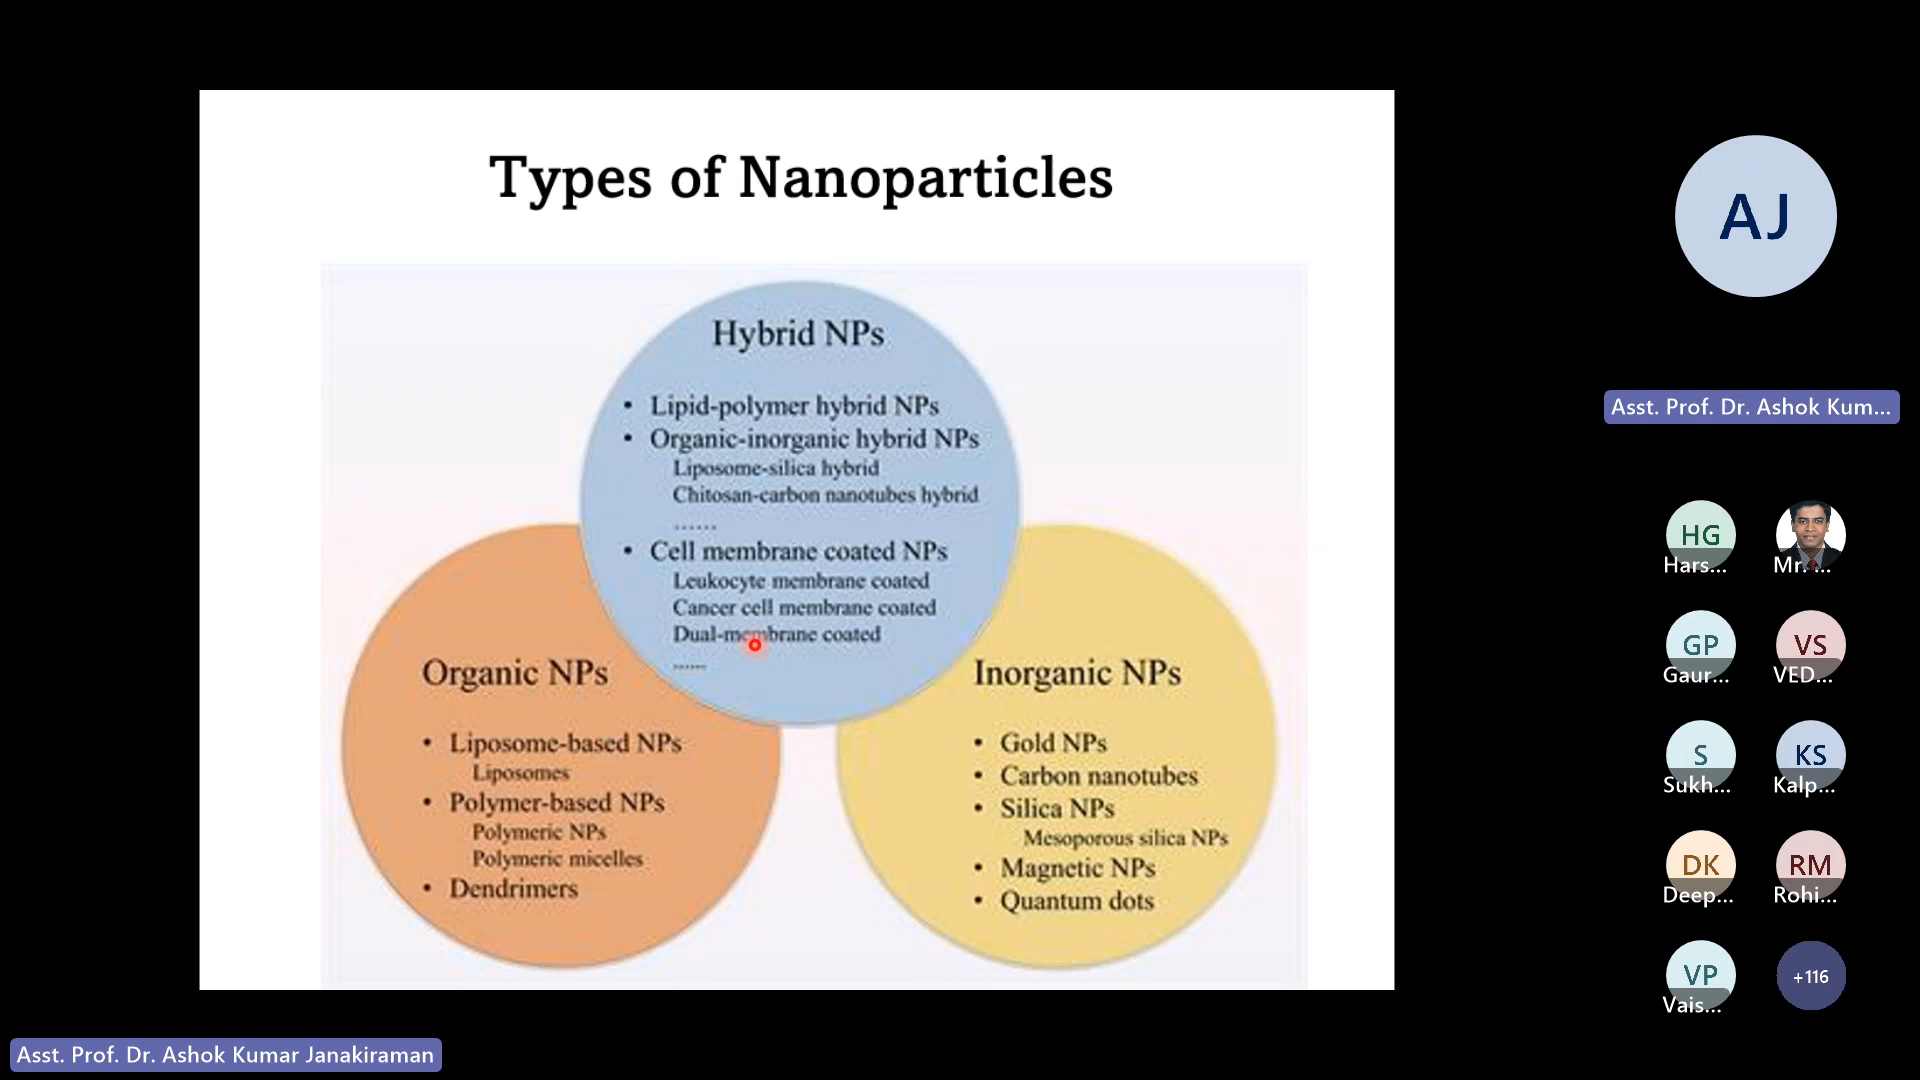 Types of Nanoparticles
Hybrid NPs
• Lipid-polymer hybrid NPs
• Organic-inorganic hybrid NPs
Liposome-silica hybrid
Chitosan-carbon nanotubes hybrid
......
• Cell membrane coated NPs
Leukocyte membrane coated
Cancer cell membrane coated
Dual-membrane coated
......
Organic NPs
• Liposome-based NPs
Liposomes
• Polymer-based NPs
Polymeric NPs
Polymeric micelles
• Dendrimers
Inorganic NPs
• Gold NPs
• Carbon nanotubes
• Silica NPs
Mesoporous silica NPs
• Magnetic NPs
• Quantum dots
AJ
Asst. Prof. Dr. Ashok Kum...
HG
Hars...
Mr. ...
GP
Gaur...
VS
VED...
S
Sukh...
KS
Kalp...
DK
Deep...
RM
Rohi...
VP
Vais...
+116
Asst. Prof. Dr. Ashok Kumar Janakiraman